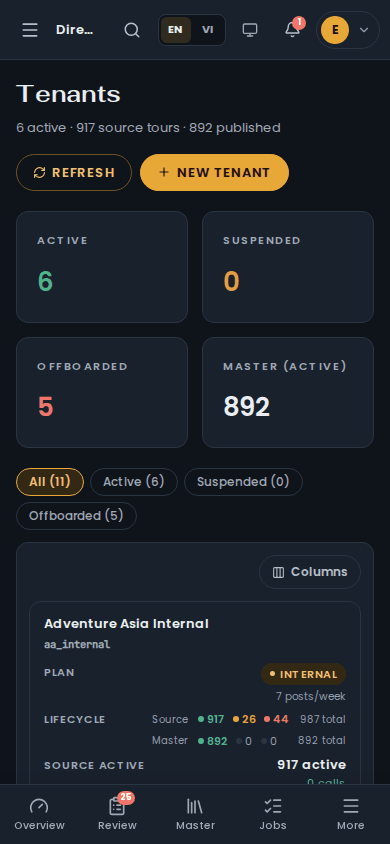 Dire...
EN
VI
1
E
Tenants
6 active · 917 source tours · 892 published
REFRESH
+ NEW TENANT
ACTIVE
6
SUSPENDED
0
OFFBOARDED
5
MASTER (ACTIVE)
892
All (11)
Active (6)
Suspended (0)
Offboarded (5)
Columns
Adventure Asia Internal
aa_internal
PLAN
INTERNAL
7 posts/week
LIFECYCLE
Source 917 26 44 987 total
Master 892 0 0 892 total
SOURCE ACTIVE
917 active
0 calls
25
Overview
Review
Master
Jobs
More